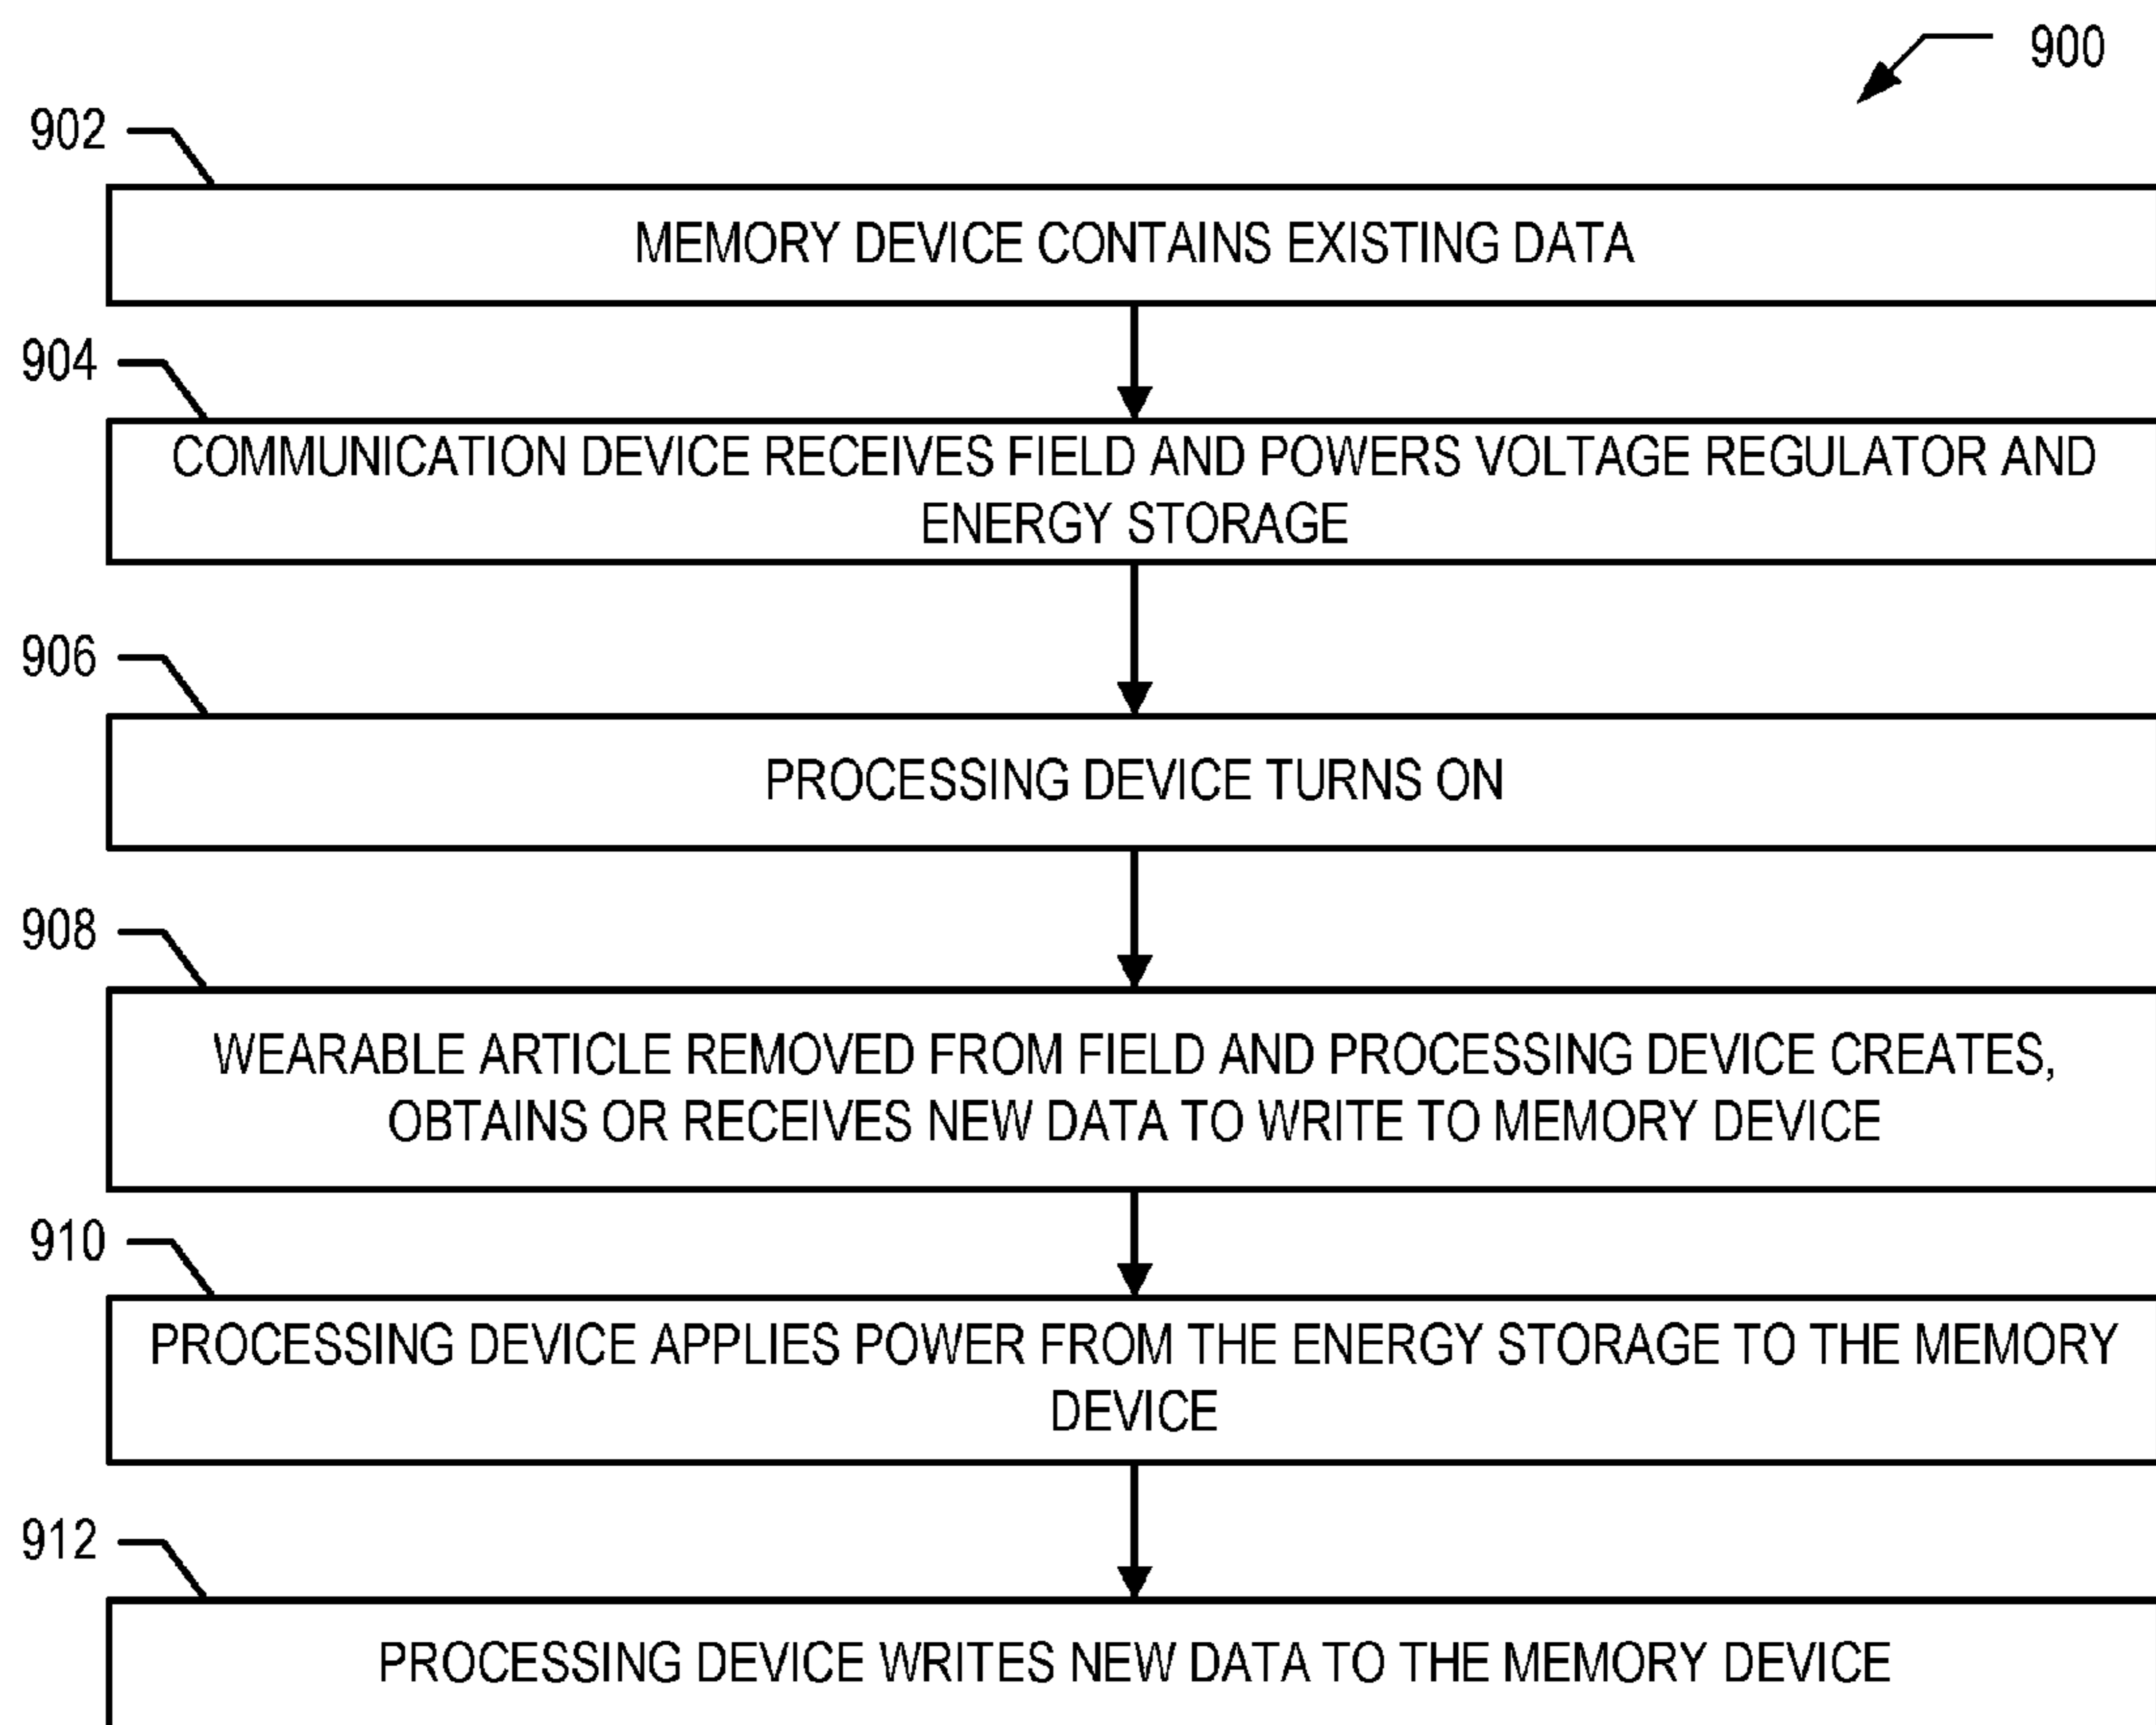 900
902
MEMORY DEVICE CONTAINS EXISTING DATA
904
COMMUNICATION DEVICE RECEIVES FIELD AND POWERS VOLTAGE REGULATOR AND
ENERGY STORAGE
906
PROCESSING DEVICE TURNS ON
908
WEARABLE ARTICLE REMOVED FROM FIELD AND PROCESSING DEVICE CREATES,
OBTAINS OR RECEIVES NEW DATA TO WRITE TO MEMORY DEVICE
910
PROCESSING DEVICE APPLIES POWER FROM THE ENERGY STORAGE TO THE MEMORY
DEVICE
912
PROCESSING DEVICE WRITES NEW DATA TO THE MEMORY DEVICE